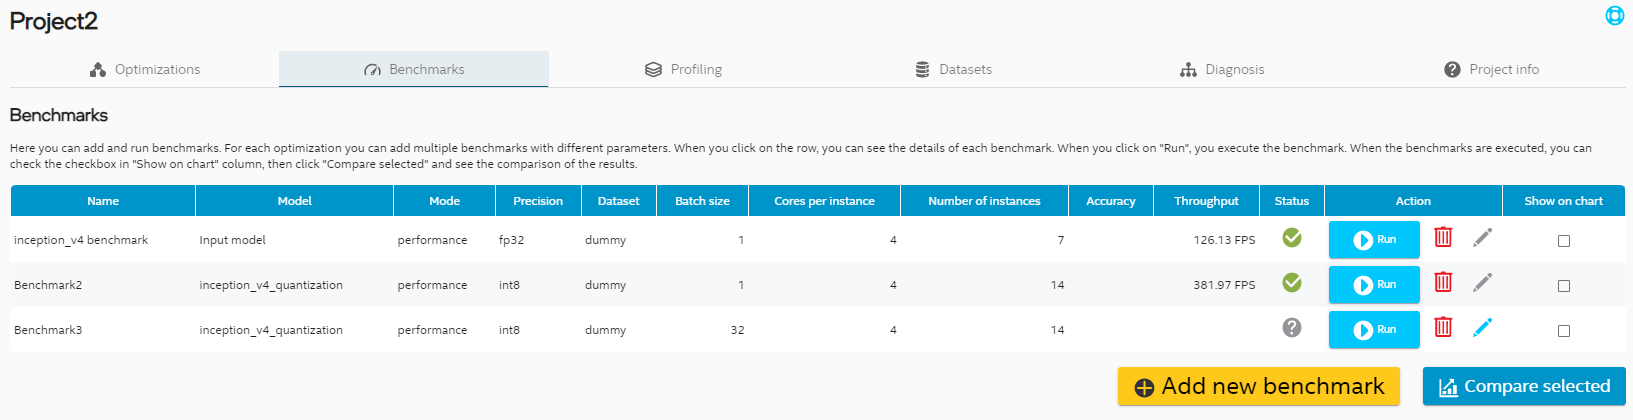 Project2
Optimizations Benchmarks Profiling Datasets Diagnosis Project info
Benchmarks
Here you can add and run benchmarks. For each optimization you can add multiple benchmarks with different parameters. When you click on the row, you can see the details of each benchmark. When you click on "Run", you execute the benchmark. When the benchmarks are executed, you can
check the checkbox in "Show on chart" column, then click "Compare selected" and see the comparison of the results.
Name Model Mode Precision Dataset Batch size Cores per instance Number of instances Accuracy Throughput Status Action Show on chart
inception_v4 benchmark Input model performance fp32 dummy 1 4 7 126.13 FPS Run
Benchmark2 inception_v4_quantization performance int8 dummy 1 4 14 381.97 FPS Run
Benchmark3 inception_v4_quantization performance int8 dummy 32 4 14 Run
Add new benchmark Compare selected